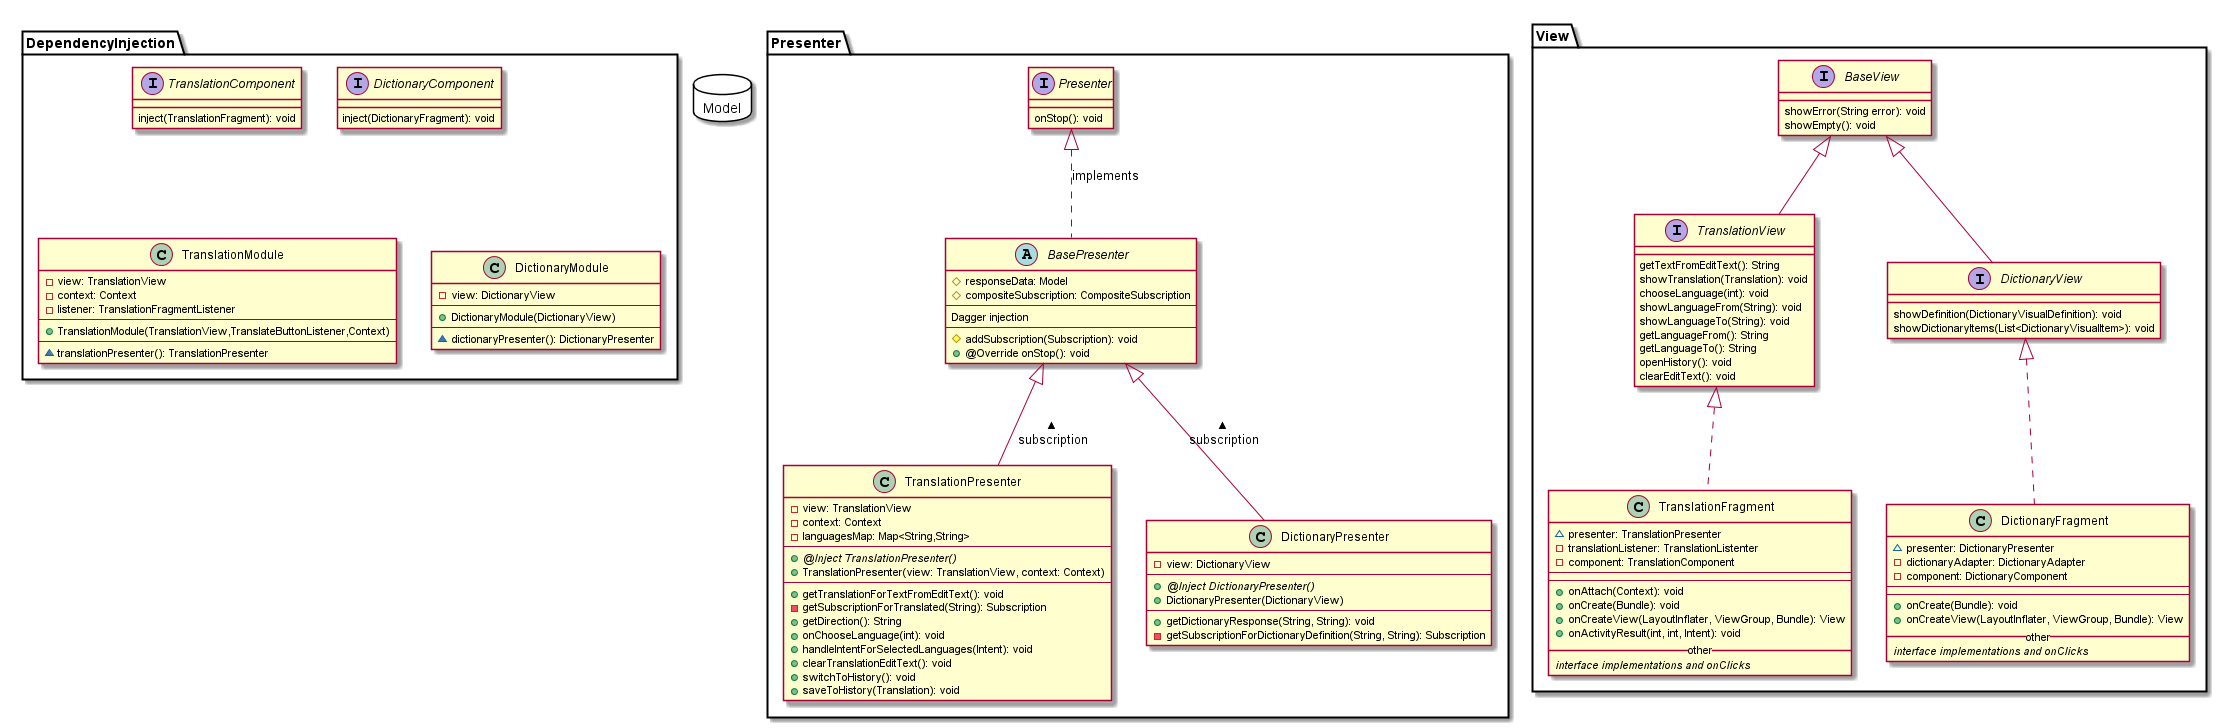 DependencyInjection
I TranslationComponent
inject(TranslationFragment): void
I DictionaryComponent
inject(DictionaryFragment): void
C TranslationModule
view: TranslationView
context: Context
listener: TranslationFragmentListener
TranslationModule(TranslationView,TranslateButtonListener,Context)
translationPresenter(): TranslationPresenter
C DictionaryModule
view: DictionaryView
DictionaryModule(DictionaryView)
dictionaryPresenter(): DictionaryPresenter
Model
Presenter
I Presenter
onStop(): void
implements
A BasePresenter
responseData: Model
compositeSubscription: CompositeSubscription
Dagger injection
addSubscription(Subscription): void
@Override onStop(): void
subscription
subscription
C TranslationPresenter
view: TranslationView
context: Context
languagesMap: Map<String,String>
@Inject TranslationPresenter()
TranslationPresenter(view: TranslationView, context: Context)
getTranslationForTextFromEditText(): void
getSubscriptionForTranslated(String): Subscription
getDirection(): String
onChooseLanguage(int): void
handleIntentForSelectedLanguages(Intent): void
clearTranslationEditText(): void
switchToHistory(): void
saveToHistory(Translation): void
C DictionaryPresenter
view: DictionaryView
@Inject DictionaryPresenter()
DictionaryPresenter(DictionaryView)
getDictionaryResponse(String, String): void
getSubscriptionForDictionaryDefinition(String, String): Subscription
View
I BaseView
showError(String error): void
showEmpty(): void
I TranslationView
getTextFromEditText(): String
showTranslation(Translation): void
chooseLanguage(int): void
showLanguageFrom(String): void
showLanguageTo(String): void
getLanguageFrom(): String
getLanguageTo(): String
openHistory(): void
clearEditText(): void
I DictionaryView
showDefinition(DictionaryVisualDefinition): void
showDictionaryItems(List<DictionaryVisualItem>): void
C TranslationFragment
presenter: TranslationPresenter
translationListener: TranslationListenter
component: TranslationComponent
onAttach(Context): void
onCreate(Bundle): void
onCreateView(LayoutInflater, ViewGroup, Bundle): View
onActivityResult(int, int, Intent): void
other
interface implementations and onClicks
C DictionaryFragment
presenter: DictionaryPresenter
dictionaryAdapter: DictionaryAdapter
component: DictionaryComponent
onCreate(Bundle): void
onCreateView(LayoutInflater, ViewGroup, Bundle): View
other
interface implementations and onClicks